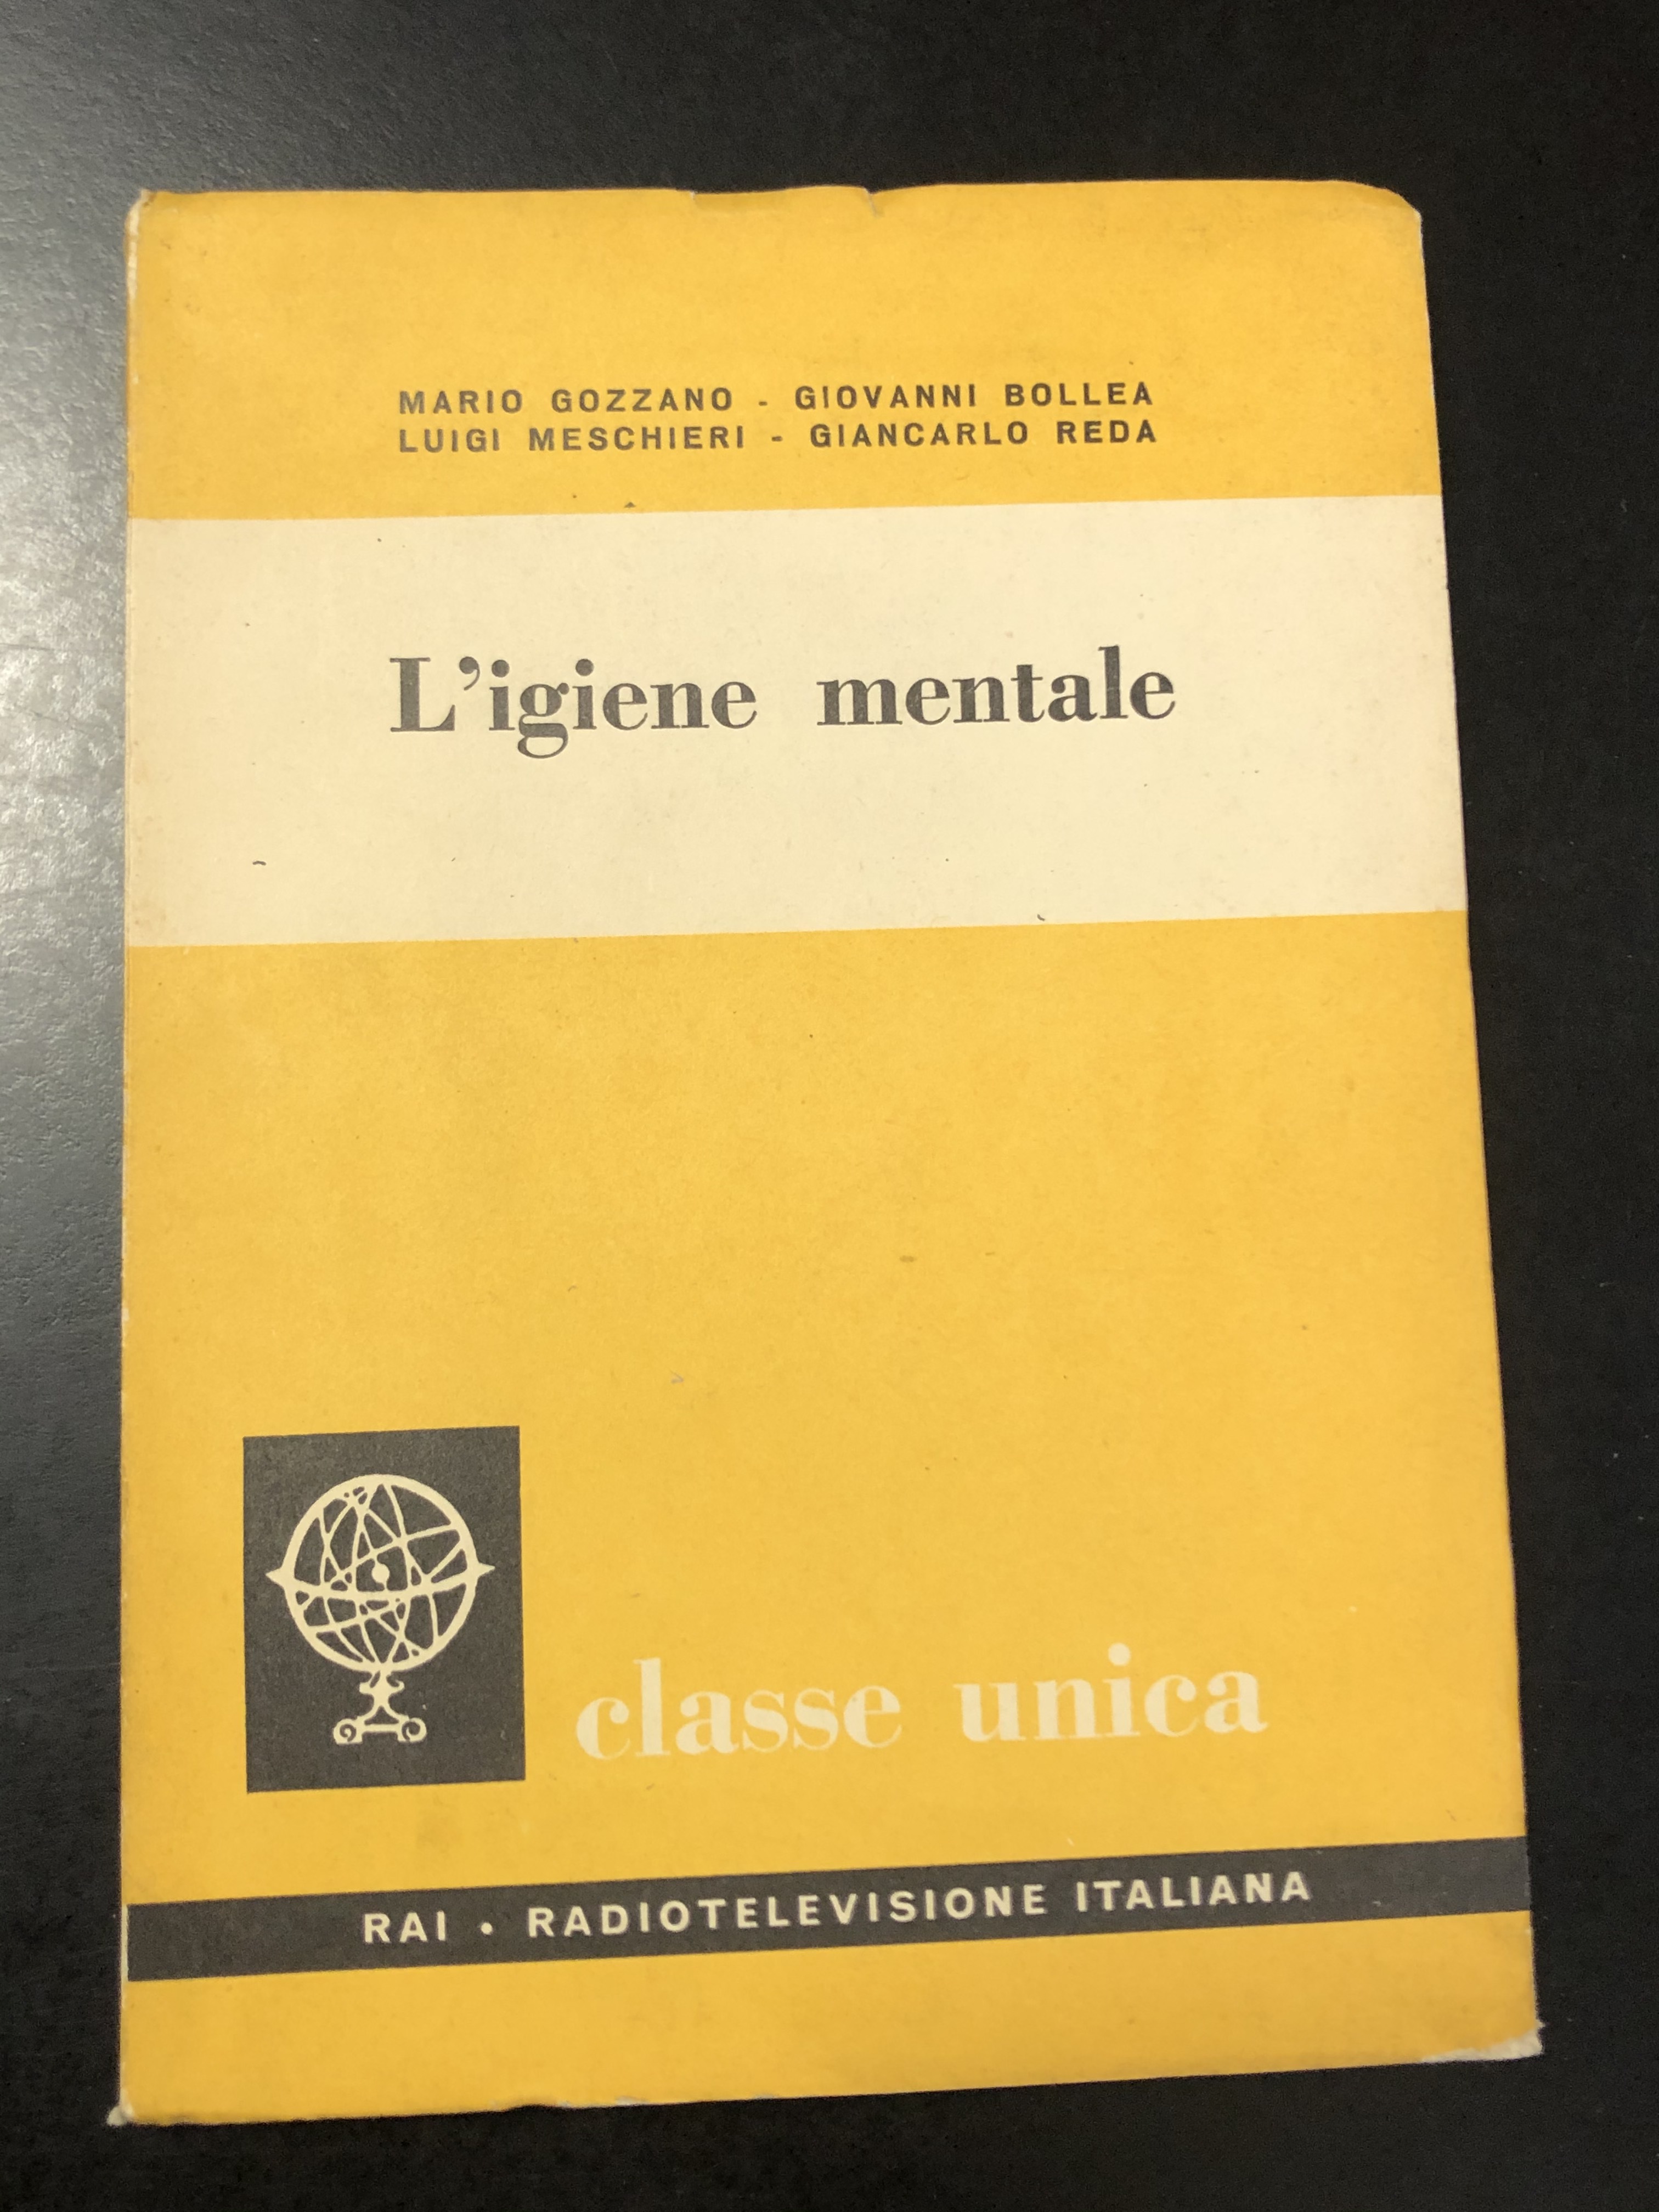 MARIO GOZZANO - GIOVANNI BOLLEA
LUIGI MESCHIERI - GIANCARLO REDA
L'igiene mentale
classe unica
RAI • RADIOTELEVISIONE ITALIANA